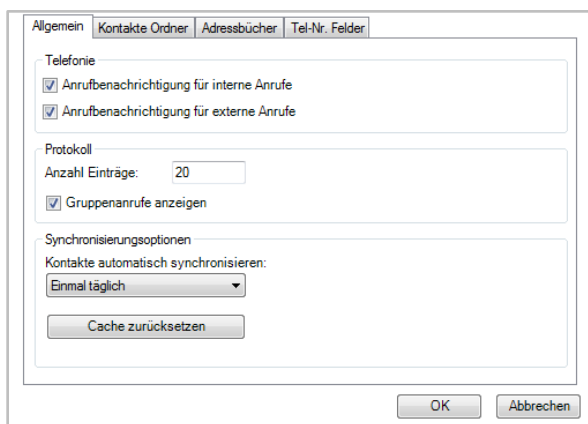 Allgemein Kontakte Ordner Adressbücher Tel-Nr. Felder
Telefonie
Anrufbenachrichtigung für interne Anrufe
Anrufbenachrichtigung für externe Anrufe
Protokoll
Anzahl Einträge: 20
Gruppenanrufe anzeigen
Synchronisierungsoptionen
Kontakte automatisch synchronisieren:
Einmal täglich
Cache zurücksetzen
OK Abbrechen